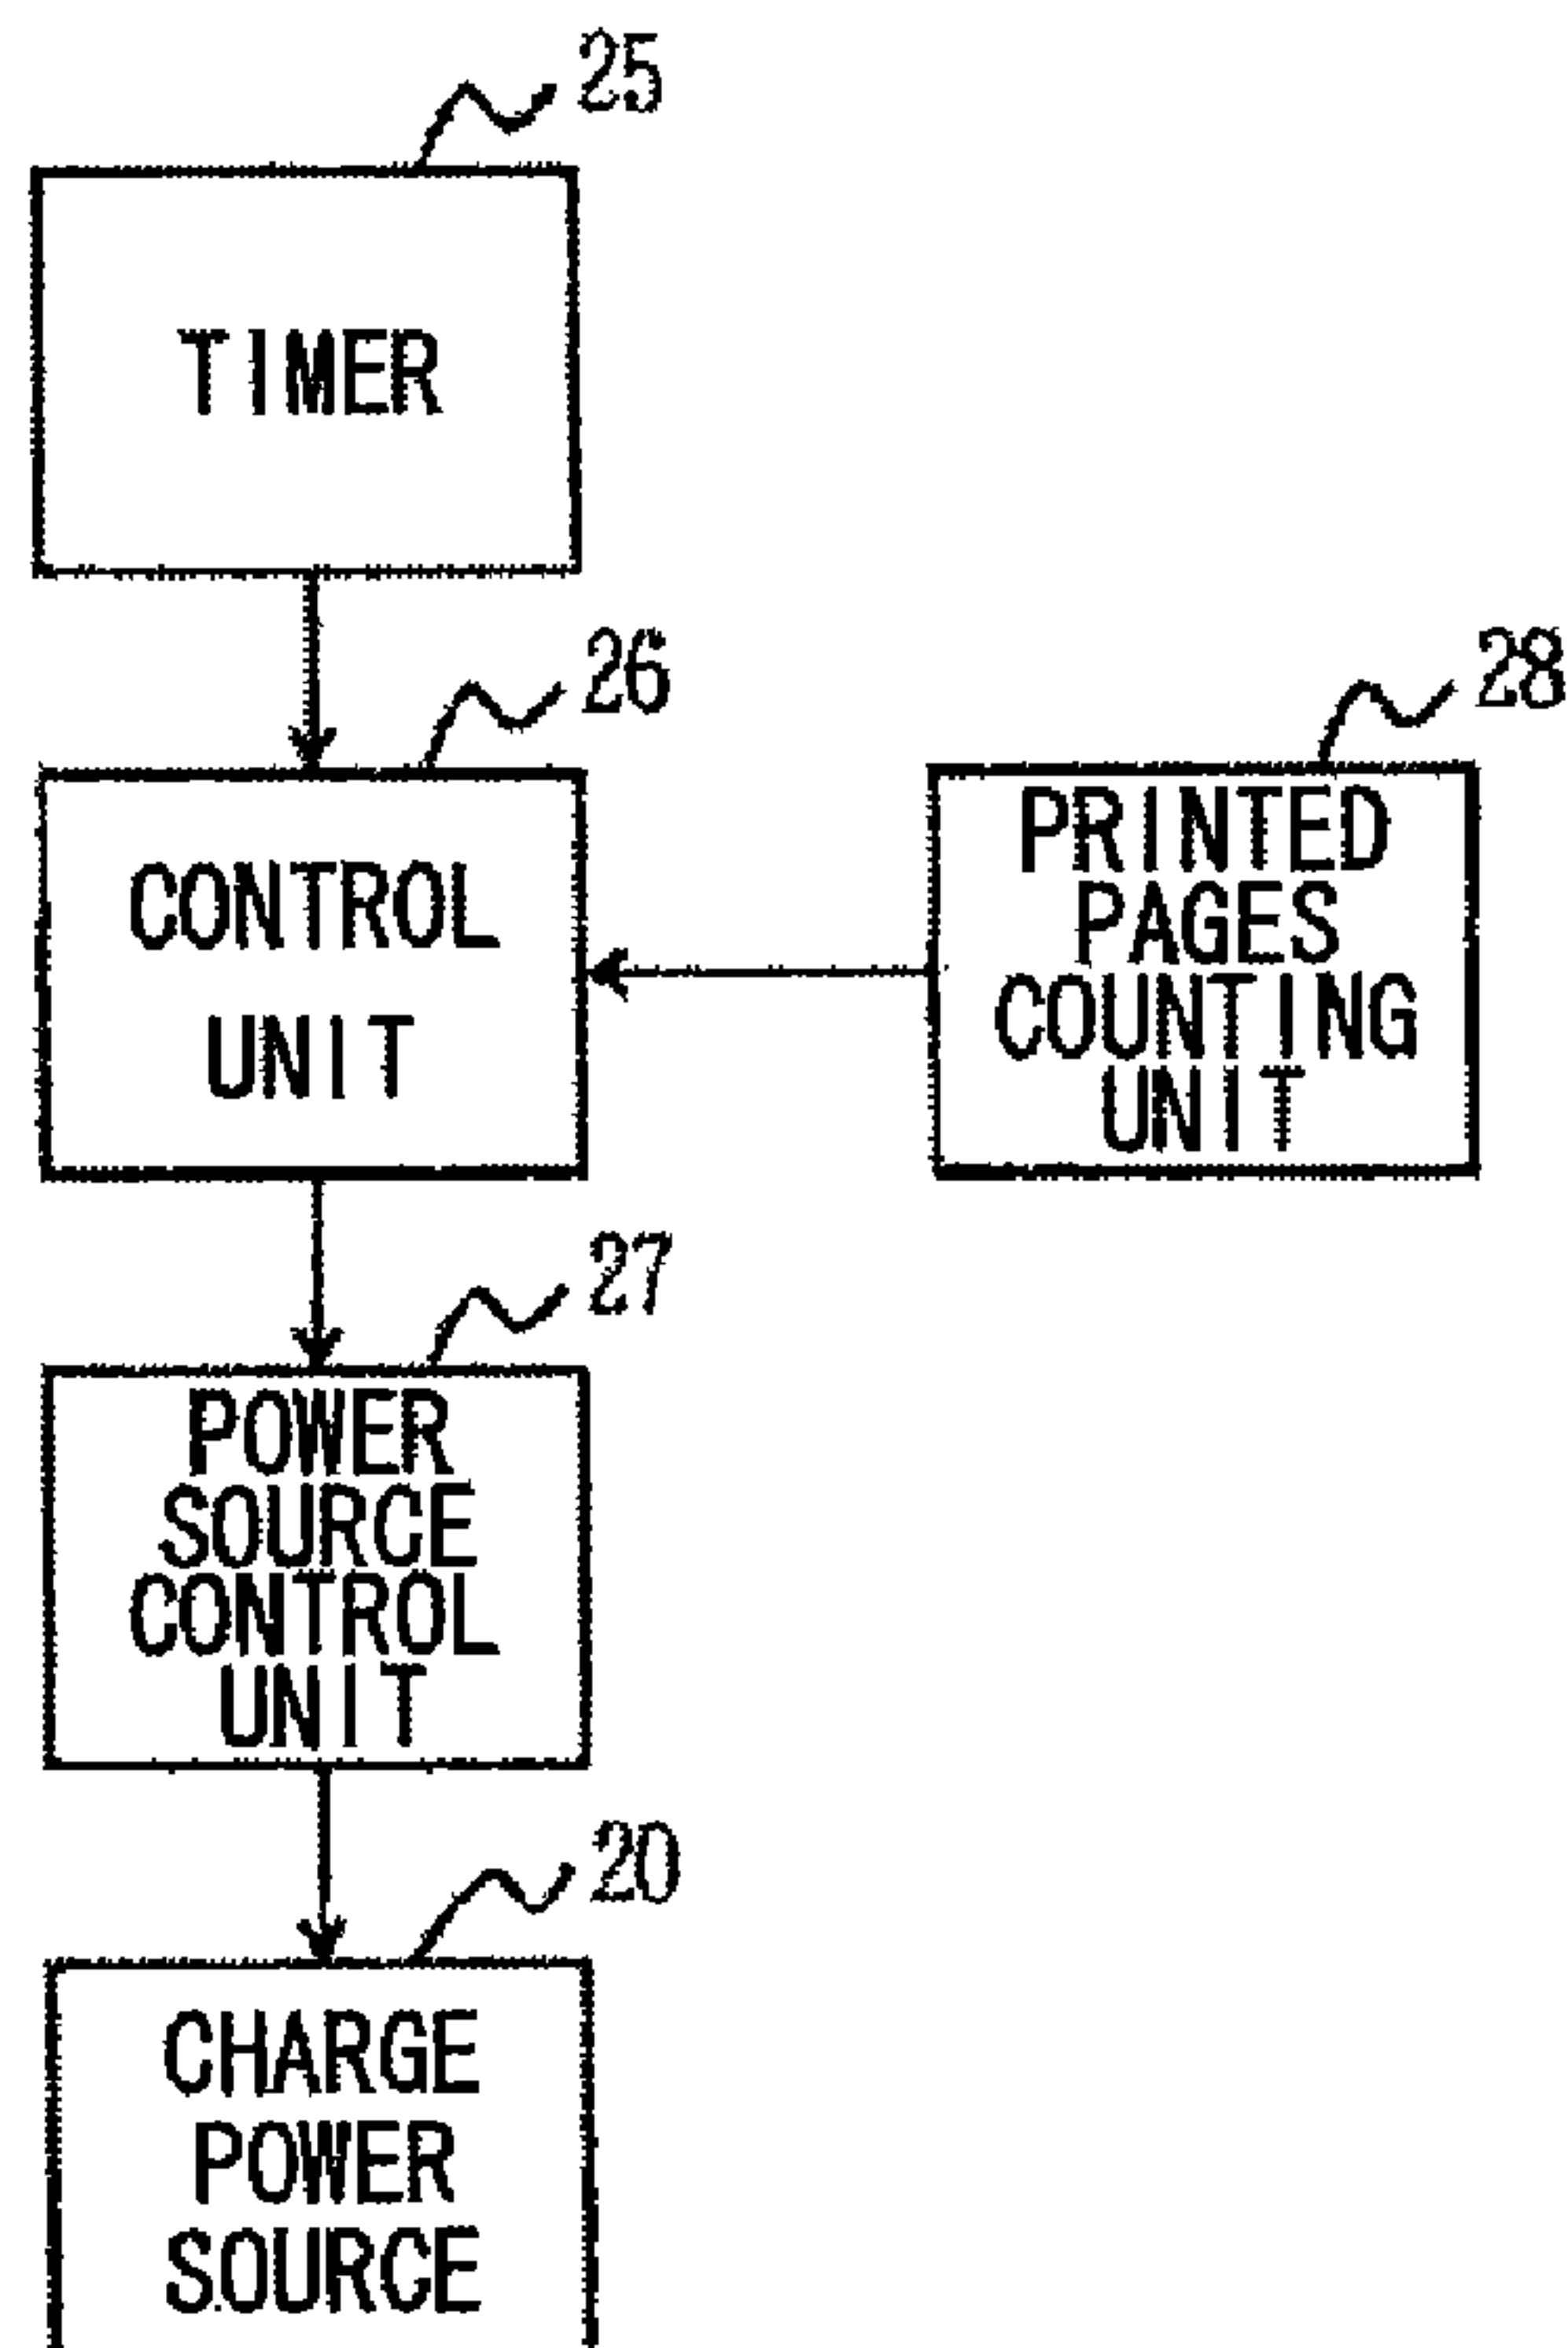 25
TIMER
26
CONTROL
UNIT
28
PRINTED
PAGES
COUNTING
UNIT
27
POWER
SOURCE
CONTROL
UNIT
20
CHARGE
POWER
SOURCE